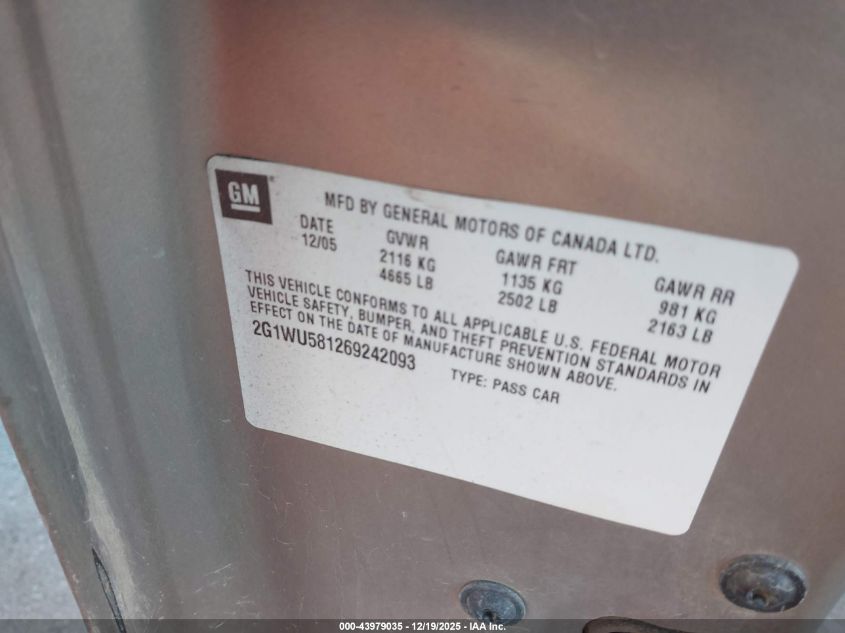 GM
MFD BY GENERAL MOTORS OF CANADA LTD.
DATE GVWR GAWR FRT GAWR RR
12/05 2116 KG 1135 KG 981 KG
4665 LB 2502 LB 2163 LB
THIS VEHICLE CONFORMS TO ALL APPLICABLE U.S. FEDERAL MOTOR
VEHICLE SAFETY, BUMPER, AND THEFT PREVENTION STANDARDS IN
EFFECT ON THE DATE OF MANUFACTURE SHOWN ABOVE.
2G1WU581269242093 TYPE: PASS CAR
000-43979035 - 12/19/2025 - IAA Inc.